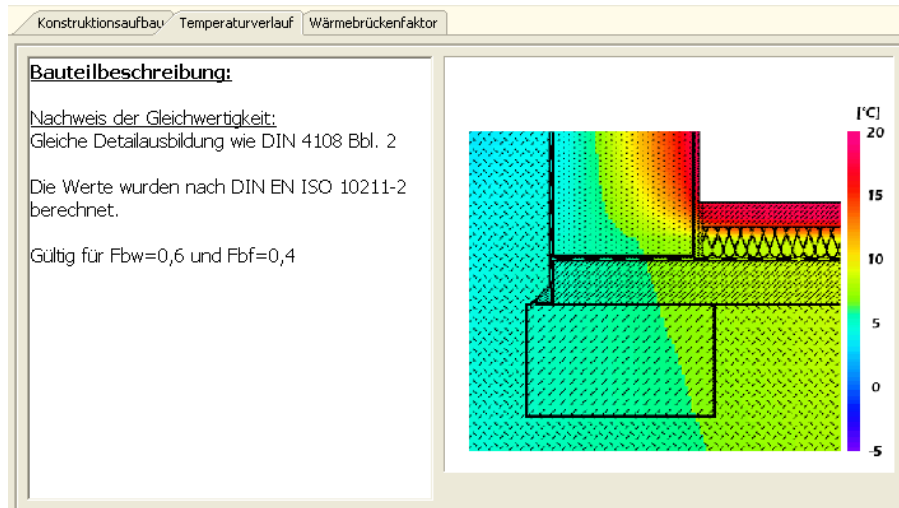 Konstruktionsaufbau Temperaturverlauf Wärmebrückenfaktor
Bauteilbeschreibung:
Nachweis der Gleichwertigkeit:
Gleiche Detailausbildung wie DIN 4108 Bbl. 2
Die Werte wurden nach DIN EN ISO 10211-2
berechnet.
Gültig für Fbw=0,6 und Fbf=0,4
[°C]
20
15
10
5
0
-5